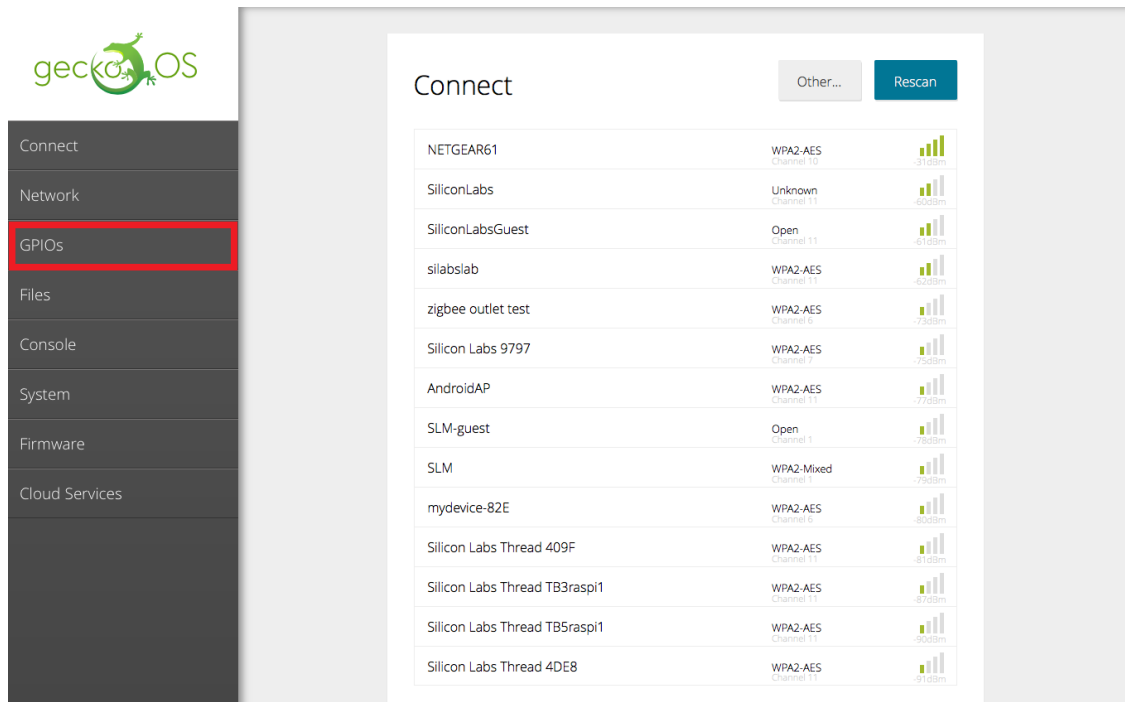 gecko OS
Connect
Network
GPIOs
Files
Console
System
Firmware
Cloud Services
Connect
Other...
Rescan
NETGEAR61 WPA2-AES -31dBm
Channel 10
SiliconLabs Unknown -60dBm
Channel 11
SiliconLabsGuest Open -61dBm
Channel 11
silabslab WPA2-AES -62dBm
Channel 11
zigbee outlet test WPA2-AES -73dBm
Channel 6
Silicon Labs 9797 WPA2-AES -75dBm
Channel 7
AndroidAP WPA2-AES -77dBm
Channel 11
SLM-guest Open -78dBm
Channel 1
SLM WPA2-Mixed -79dBm
Channel 1
mydevice-82E WPA2-AES -80dBm
Channel 6
Silicon Labs Thread 409F WPA2-AES -81dBm
Channel 11
Silicon Labs Thread TB3raspi1 WPA2-AES -87dBm
Channel 11
Silicon Labs Thread TB5raspi1 WPA2-AES -90dBm
Channel 11
Silicon Labs Thread 4DE8 WPA2-AES -91dBm
Channel 11